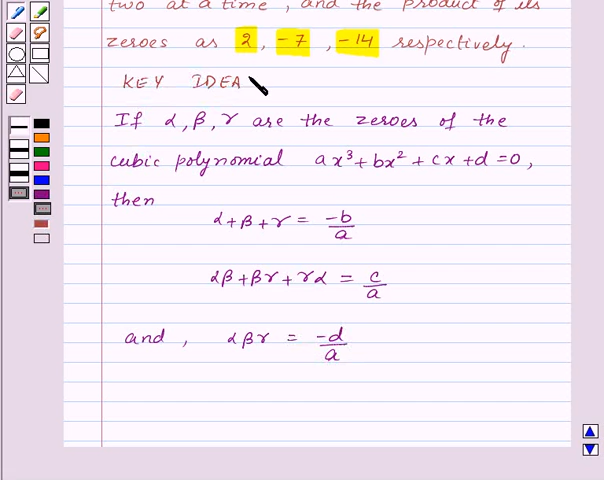 two at a time, and the product of its
zeroes as 2, -7, -14 respectively.
KEY IDEA
If α, β, γ are the zeroes of the
cubic polynomial ax³ + bx² + cx + d = 0,
then
α + β + γ = -b/a
αβ + βγ + γα = c/a
and, αβγ = -d/a